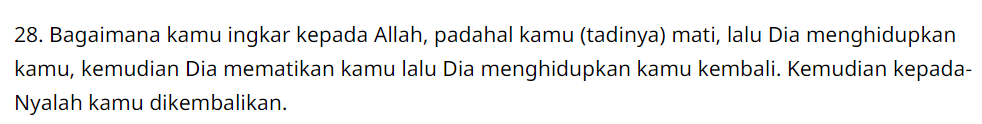 28. Bagaimana kamu ingkar kepada Allah, padahal kamu (tadinya) mati, lalu Dia menghidupkan
kamu, kemudian Dia mematikan kamu lalu Dia menghidupkan kamu kembali. Kemudian kepada-
Nyalah kamu dikembalikan.